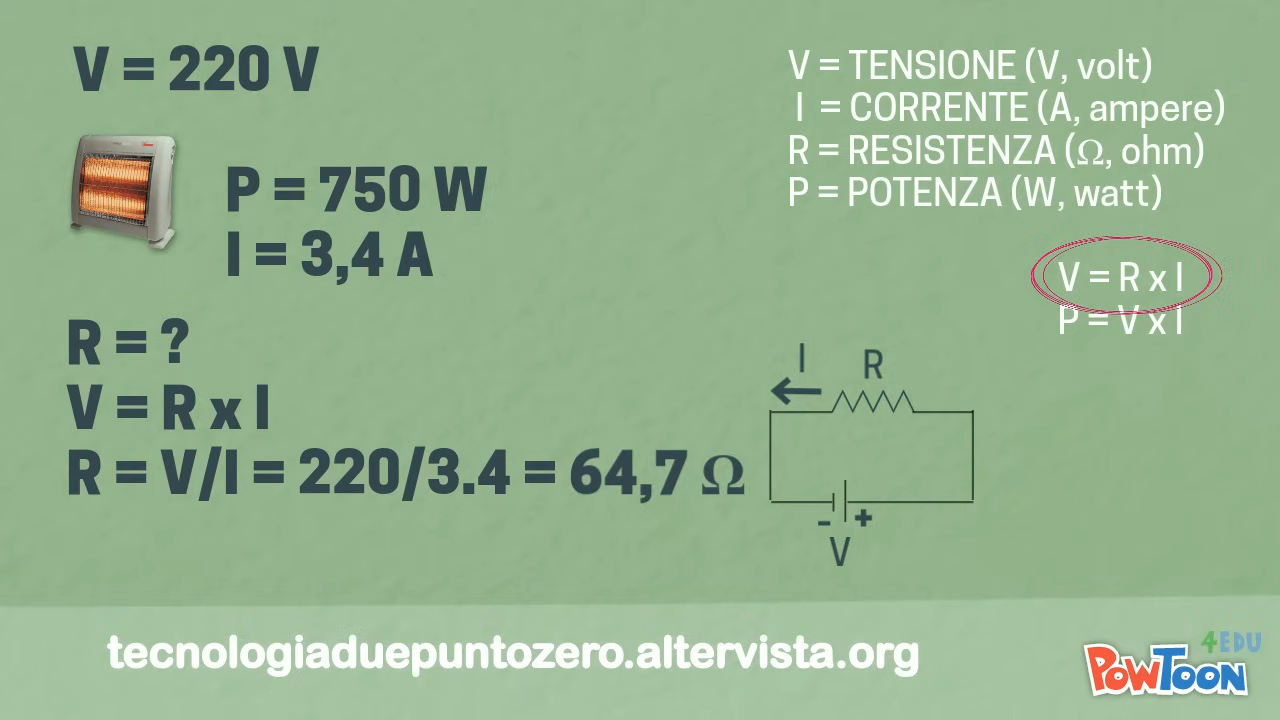 V = 220 V
P = 750 W
I = 3,4 A
R = ?
V = R x I
R = V/I = 220/3.4 = 64,7 Ω
V = TENSIONE (V, volt)
I = CORRENTE (A, ampere)
R = RESISTENZA (Ω, ohm)
P = POTENZA (W, watt)
V = R x I
P = V x I
I
R
- +
V
tecnologiaduepuntozero.altervista.org
4EDU
POWTOON